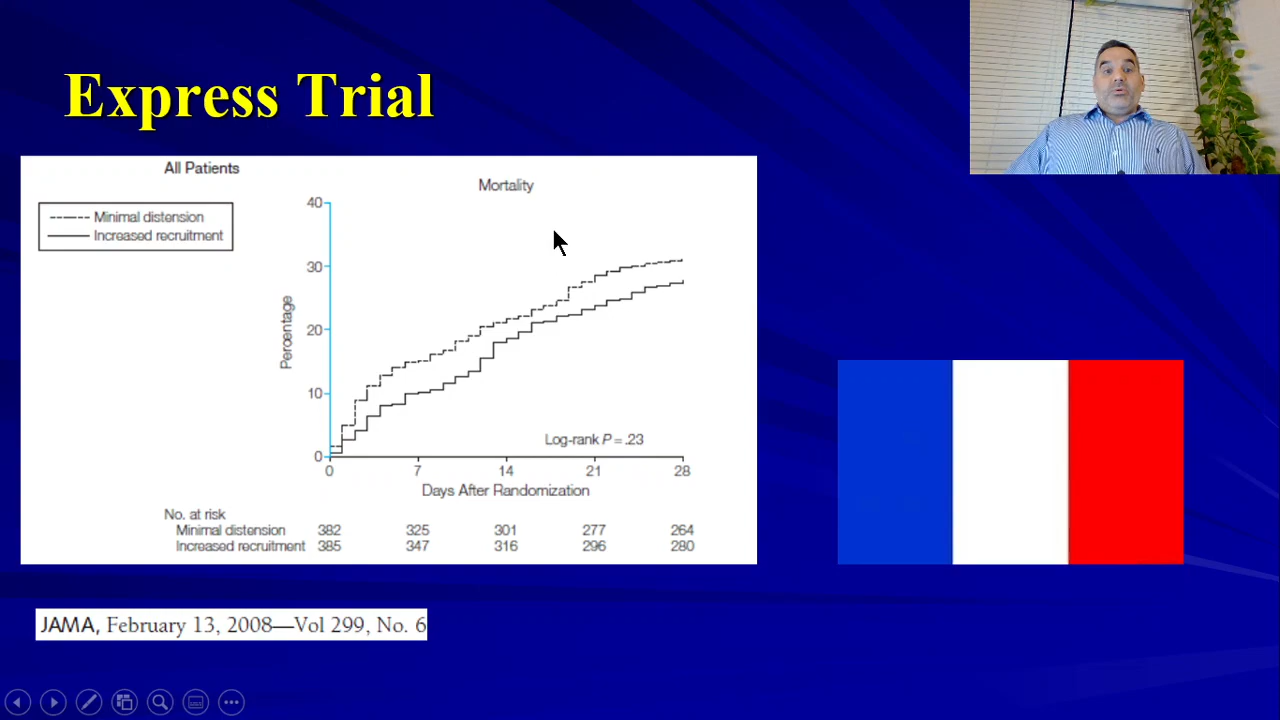 Express Trial
All Patients
Minimal distension
Increased recruitment
Mortality
40
30
20
10
0
Percentage
Log-rank P = .23
0 7 14 21 28
Days After Randomization
No. at risk
Minimal distension 382 325 301 277 264
Increased recruitment 385 347 316 296 280
JAMA, February 13, 2008—Vol 299, No. 6